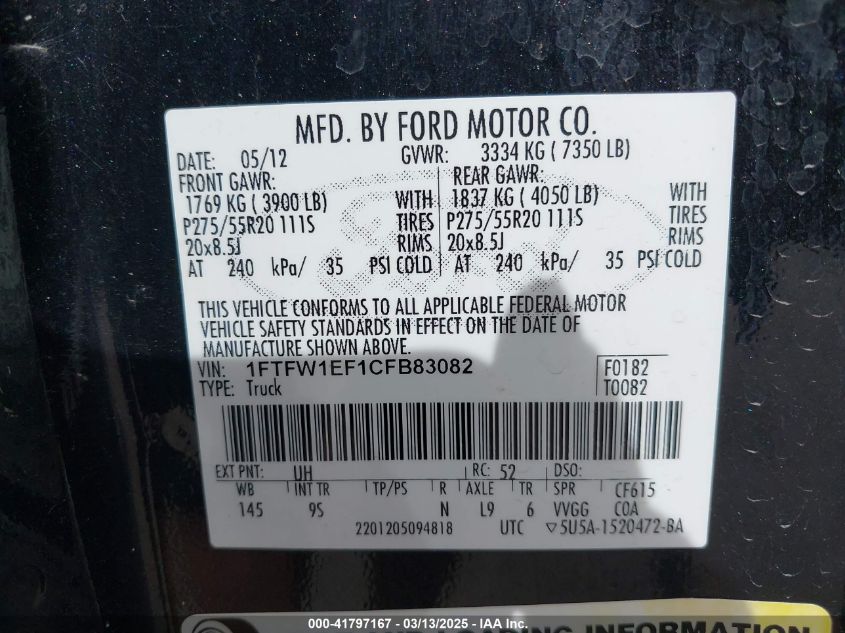 MFD. BY FORD MOTOR CO.
DATE: 05/12 GVWR: 3334 KG ( 7350 LB)
FRONT GAWR: REAR GAWR:
1769 KG ( 3900 LB) WITH 1837 KG ( 4050 LB) WITH
P275/55R20 111S TIRES P275/55R20 111S TIRES
20x8.5J RIMS 20x8.5J RIMS
AT 240 kPa/ 35 PSI COLD AT 240 kPa/ 35 PSI COLD
THIS VEHICLE CONFORMS TO ALL APPLICABLE FEDERAL MOTOR
VEHICLE SAFETY STANDARDS IN EFFECT ON THE DATE OF
MANUFACTURE SHOWN ABOVE.
VIN: 1FTFW1EF1CFB83082 F0182
TYPE: Truck T0082
EXT PNT: UH RC: 52 DSO:
WB INT TR TP/PS R AXLE TR SPR CF615
145 9S N L9 6 VVGG COA
2201205094818 UTC ▽5U5A-1520472-BA
LOADING INFORMATION
000-41797167 - 03/13/2025 - IAA Inc.